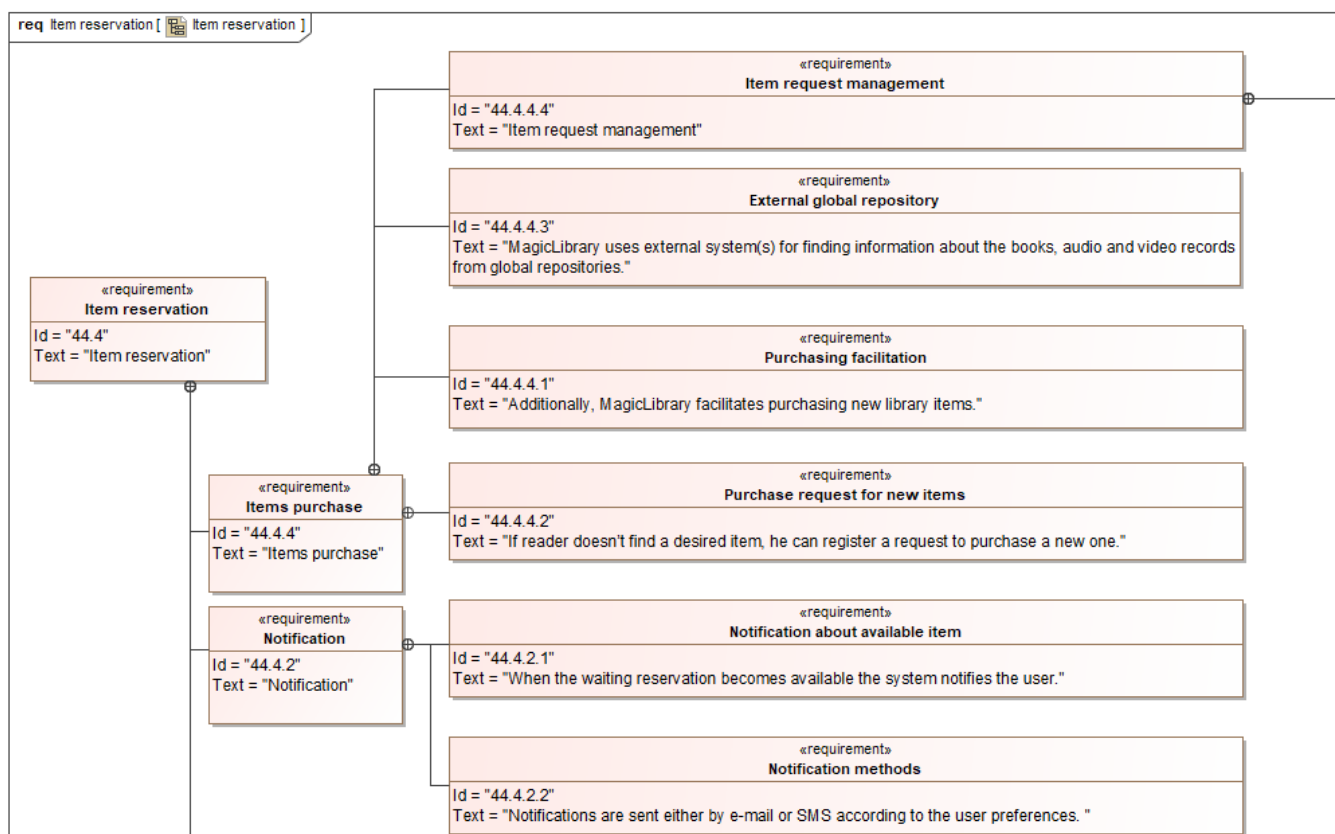 req Item reservation [ Item reservation ]
«requirement»
Item request management
Id = "44.4.4.4"
Text = "Item request management"
«requirement»
External global repository
Id = "44.4.4.3"
Text = "MagicLibrary uses external system(s) for finding information about the books, audio and video records
from global repositories."
«requirement»
Item reservation
Id = "44.4"
Text = "Item reservation"
«requirement»
Purchasing facilitation
Id = "44.4.4.1"
Text = "Additionally, MagicLibrary facilitates purchasing new library items."
«requirement»
Items purchase
Id = "44.4.4"
Text = "Items purchase"
«requirement»
Purchase request for new items
Id = "44.4.4.2"
Text = "If reader doesn't find a desired item, he can register a request to purchase a new one."
«requirement»
Notification
Id = "44.4.2"
Text = "Notification"
«requirement»
Notification about available item
Id = "44.4.2.1"
Text = "When the waiting reservation becomes available the system notifies the user."
«requirement»
Notification methods
Id = "44.4.2.2"
Text = "Notifications are sent either by e-mail or SMS according to the user preferences. "